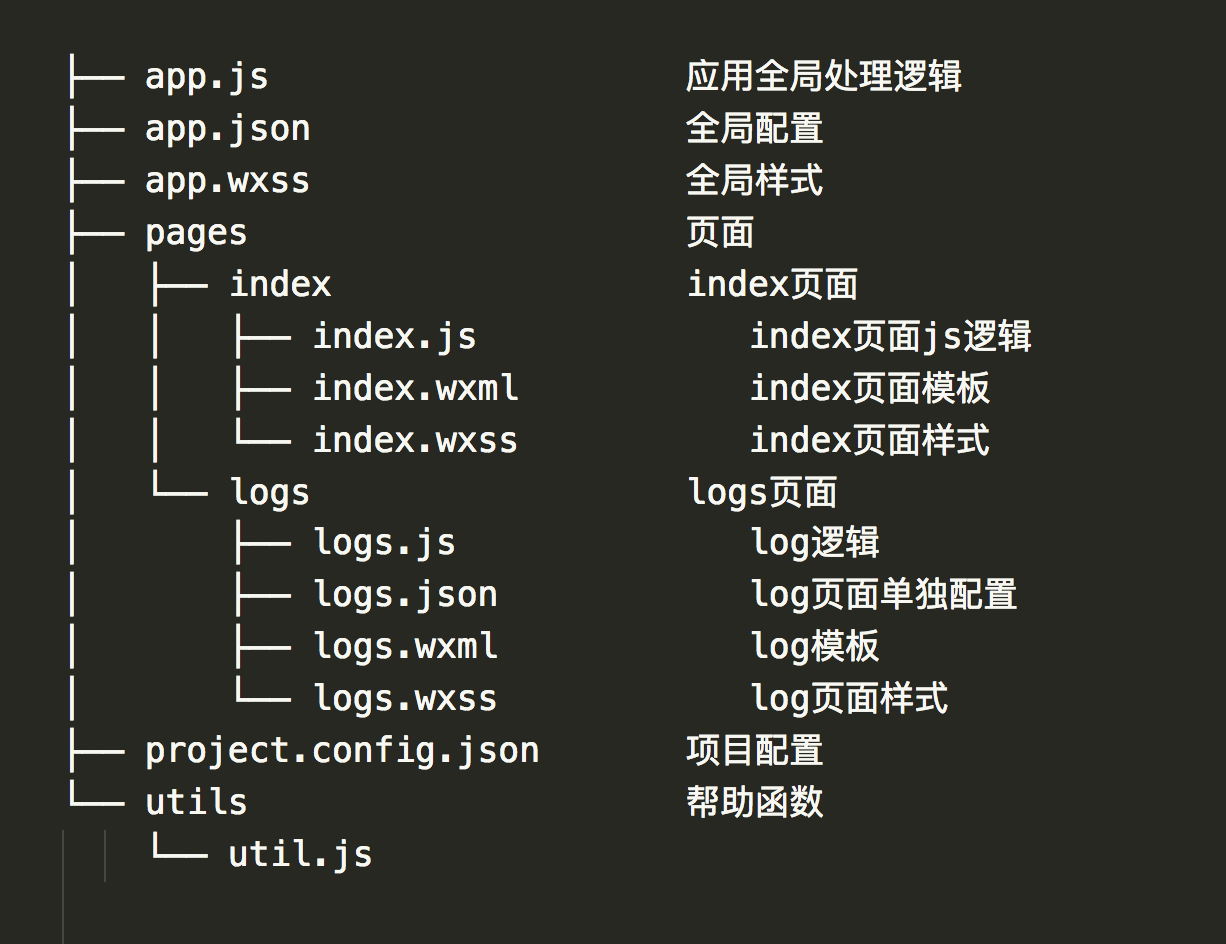 ├── app.js                    应用全局处理逻辑
├── app.json                  全局配置
├── app.wxss                  全局样式
├── pages                     页面
│   ├── index                 index页面
│   │   ├── index.js             index页面js逻辑
│   │   ├── index.wxml           index页面模板
│   │   └── index.wxss           index页面样式
│   └── logs                  logs页面
│       ├── logs.js              log逻辑
│       ├── logs.json            log页面单独配置
│       ├── logs.wxml            log模板
│       └── logs.wxss            log页面样式
├── project.config.json       项目配置
└── utils                     帮助函数
    └── util.js